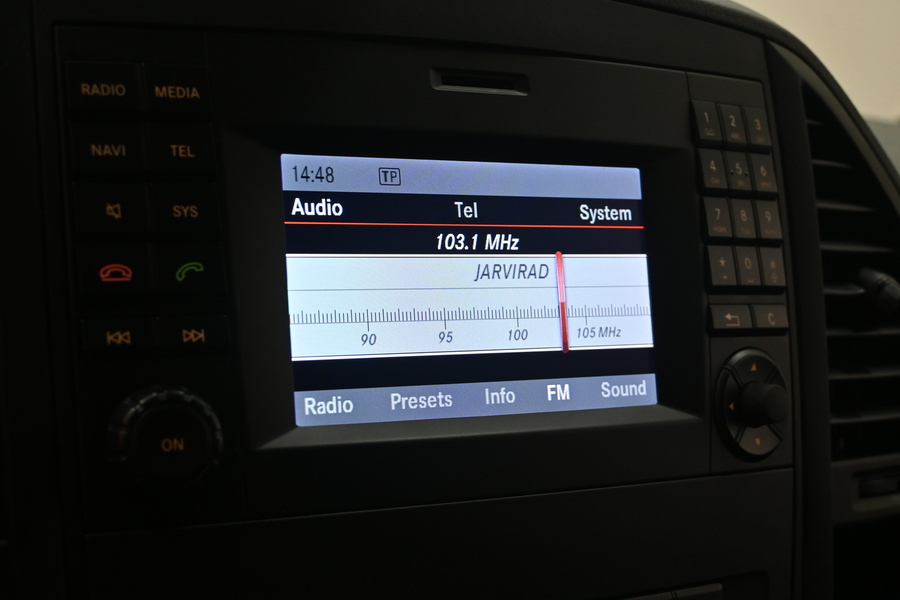 RADIO MEDIA
NAVI TEL
SYS
ON
14:48 TP
Audio Tel System
103.1 MHz
JARVIRAD
90 95 100 105 MHz
Radio Presets Info FM Sound
1 2 3
4 5 6
7 8 9
* 0 #
C